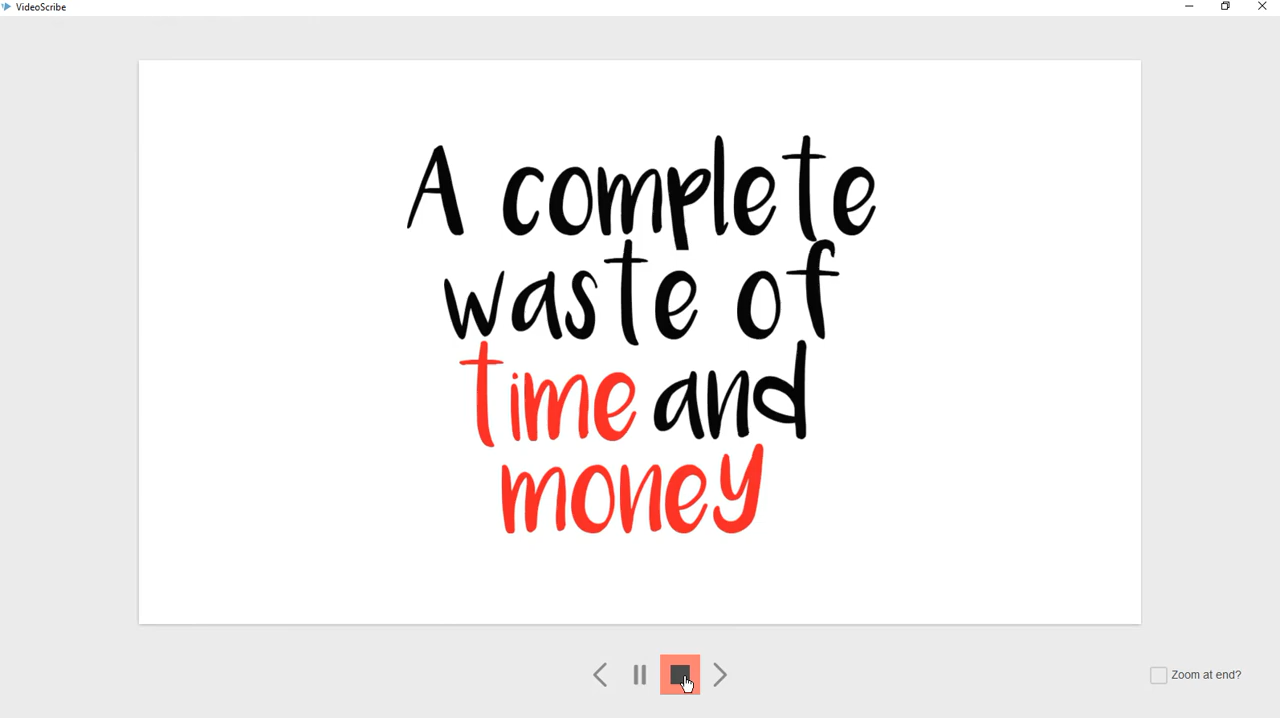 VideoScribe
A complete
waste of
time and
money
Zoom at end?